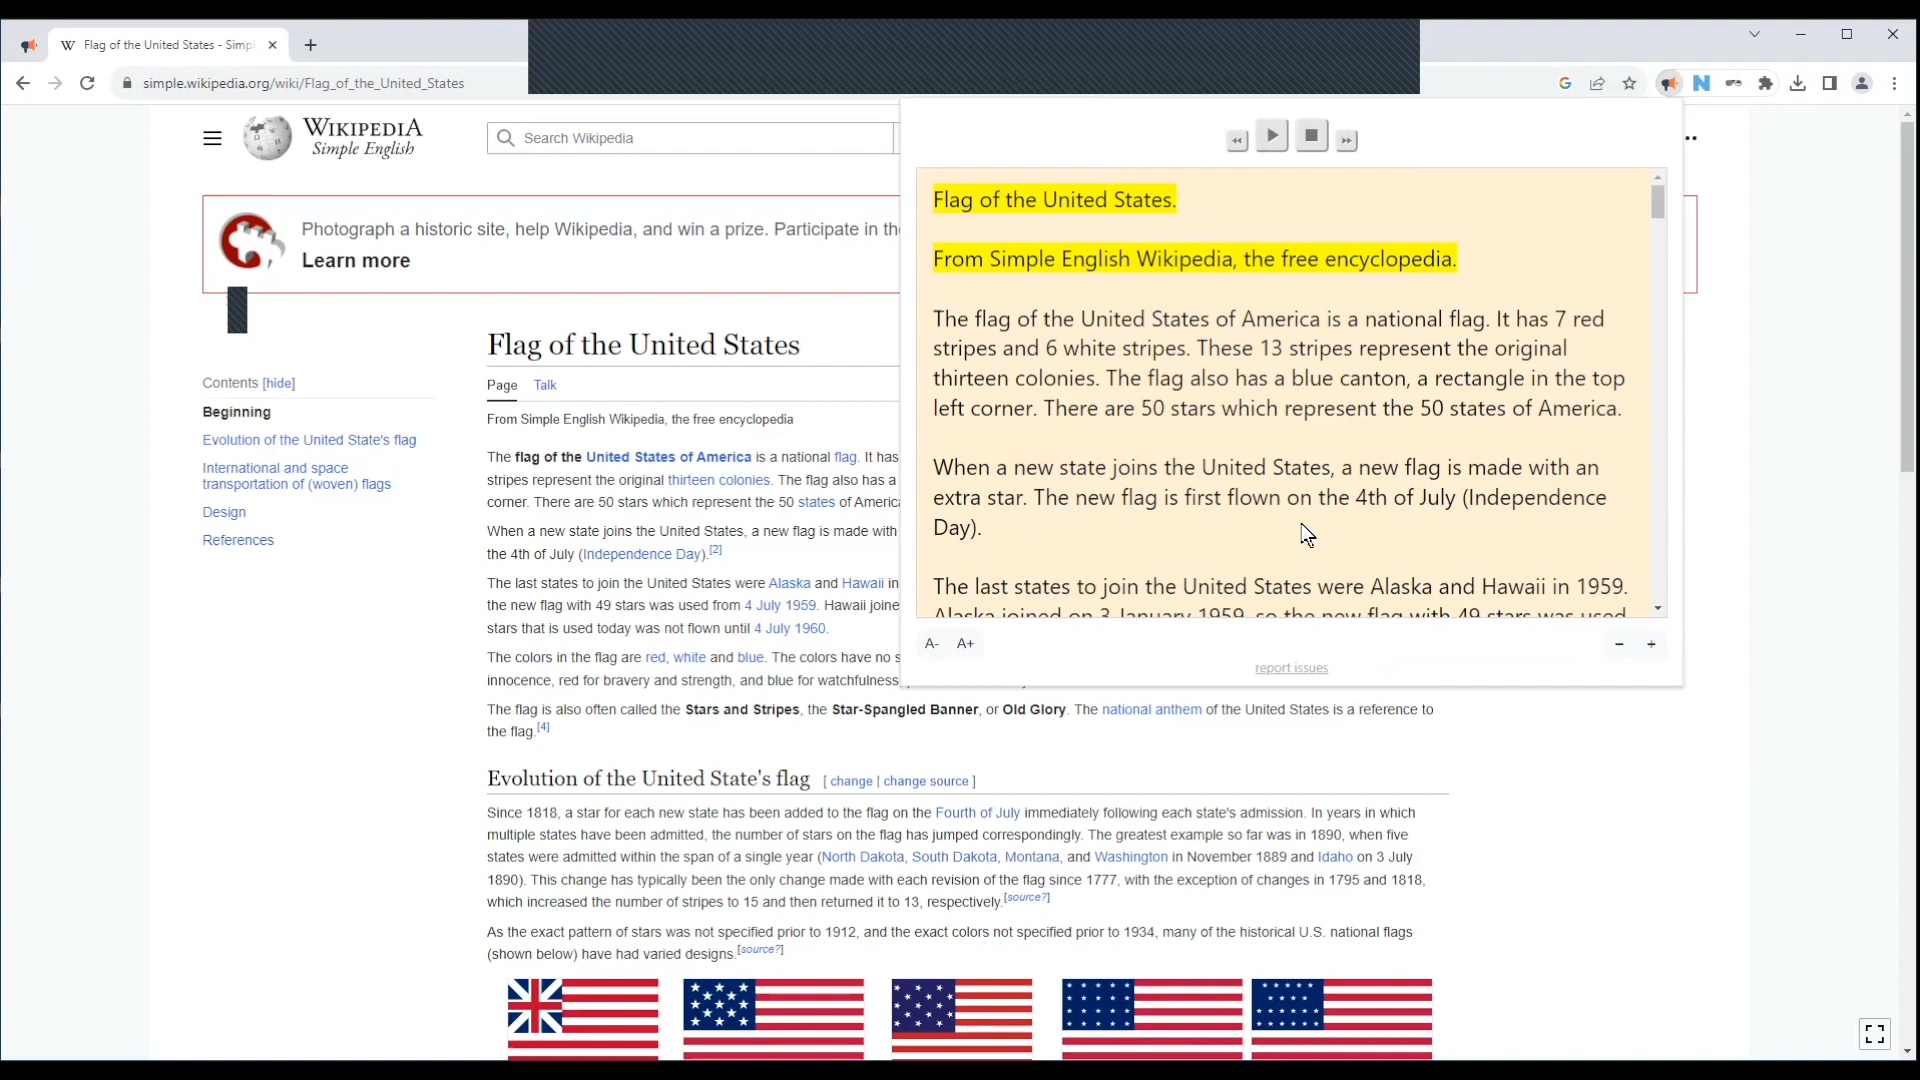 Flag of the United States - Simp
simple.wikipedia.org/wiki/Flag_of_the_United_States
WIKIPEDIA
Simple English
Search Wikipedia
Photograph a historic site, help Wikipedia, and win a prize. Participate in th
Learn more
Contents [hide]
Beginning
Evolution of the United State's flag
International and space
transportation of (woven) flags
Design
References
Flag of the United States
Page Talk
From Simple English Wikipedia, the free encyclopedia
The flag of the United States of America is a national flag. It has
stripes represent the original thirteen colonies. The flag also has a
corner. There are 50 stars which represent the 50 states of America
When a new state joins the United States, a new flag is made with
the 4th of July (Independence Day).[2]
The last states to join the United States were Alaska and Hawaii in
the new flag with 49 stars was used from 4 July 1959. Hawaii joine
stars that is used today was not flown until 4 July 1960.
The colors in the flag are red, white and blue. The colors have no s
innocence, red for bravery and strength, and blue for watchfulness
The flag is also often called the Stars and Stripes, the Star-Spangled Banner, or Old Glory. The national anthem of the United States is a reference to
the flag.[4]
Evolution of the United State's flag [ change | change source ]
Since 1818, a star for each new state has been added to the flag on the Fourth of July immediately following each state's admission. In years in which
multiple states have been admitted, the number of stars on the flag has jumped correspondingly. The greatest example so far was in 1890, when five
states were admitted within the span of a single year (North Dakota, South Dakota, Montana, and Washington in November 1889 and Idaho on 3 July
1890). This change has typically been the only change made with each revision of the flag since 1777, with the exception of changes in 1795 and 1818,
which increased the number of stripes to 15 and then returned it to 13, respectively.[source?]
As the exact pattern of stars was not specified prior to 1912, and the exact colors not specified prior to 1934, many of the historical U.S. national flags
(shown below) have had varied designs.[source?]
Flag of the United States.
From Simple English Wikipedia, the free encyclopedia.
The flag of the United States of America is a national flag. It has 7 red
stripes and 6 white stripes. These 13 stripes represent the original
thirteen colonies. The flag also has a blue canton, a rectangle in the top
left corner. There are 50 stars which represent the 50 states of America.
When a new state joins the United States, a new flag is made with an
extra star. The new flag is first flown on the 4th of July (Independence
Day).
The last states to join the United States were Alaska and Hawaii in 1959.
Alaska joined on 3 January 1959, so the new flag with 49 stars was used
A- A+ − +
report issues